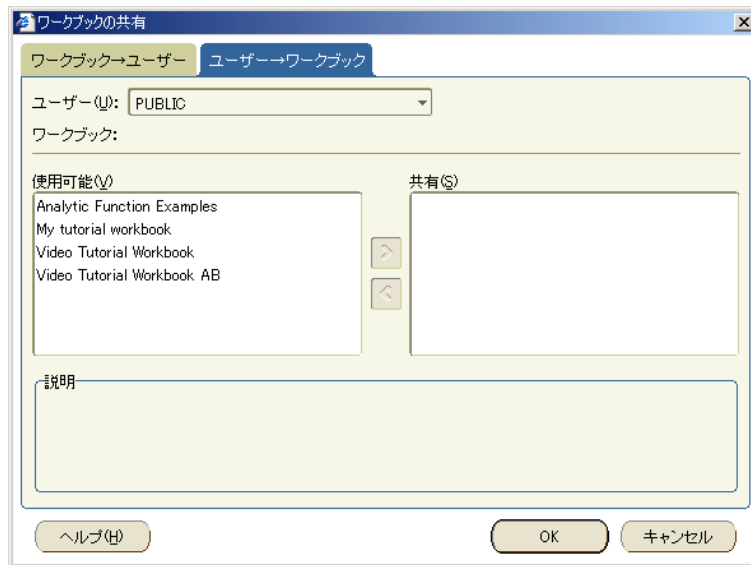 ワークブックの共有
ワークブック→ユーザー
ユーザー→ワークブック
ユーザー(U): PUBLIC
ワークブック:
使用可能(V)
共有(S)
Analytic Function Examples
My tutorial workbook
Video Tutorial Workbook
Video Tutorial Workbook AB
説明
ヘルプ(H)
OK
キャンセル